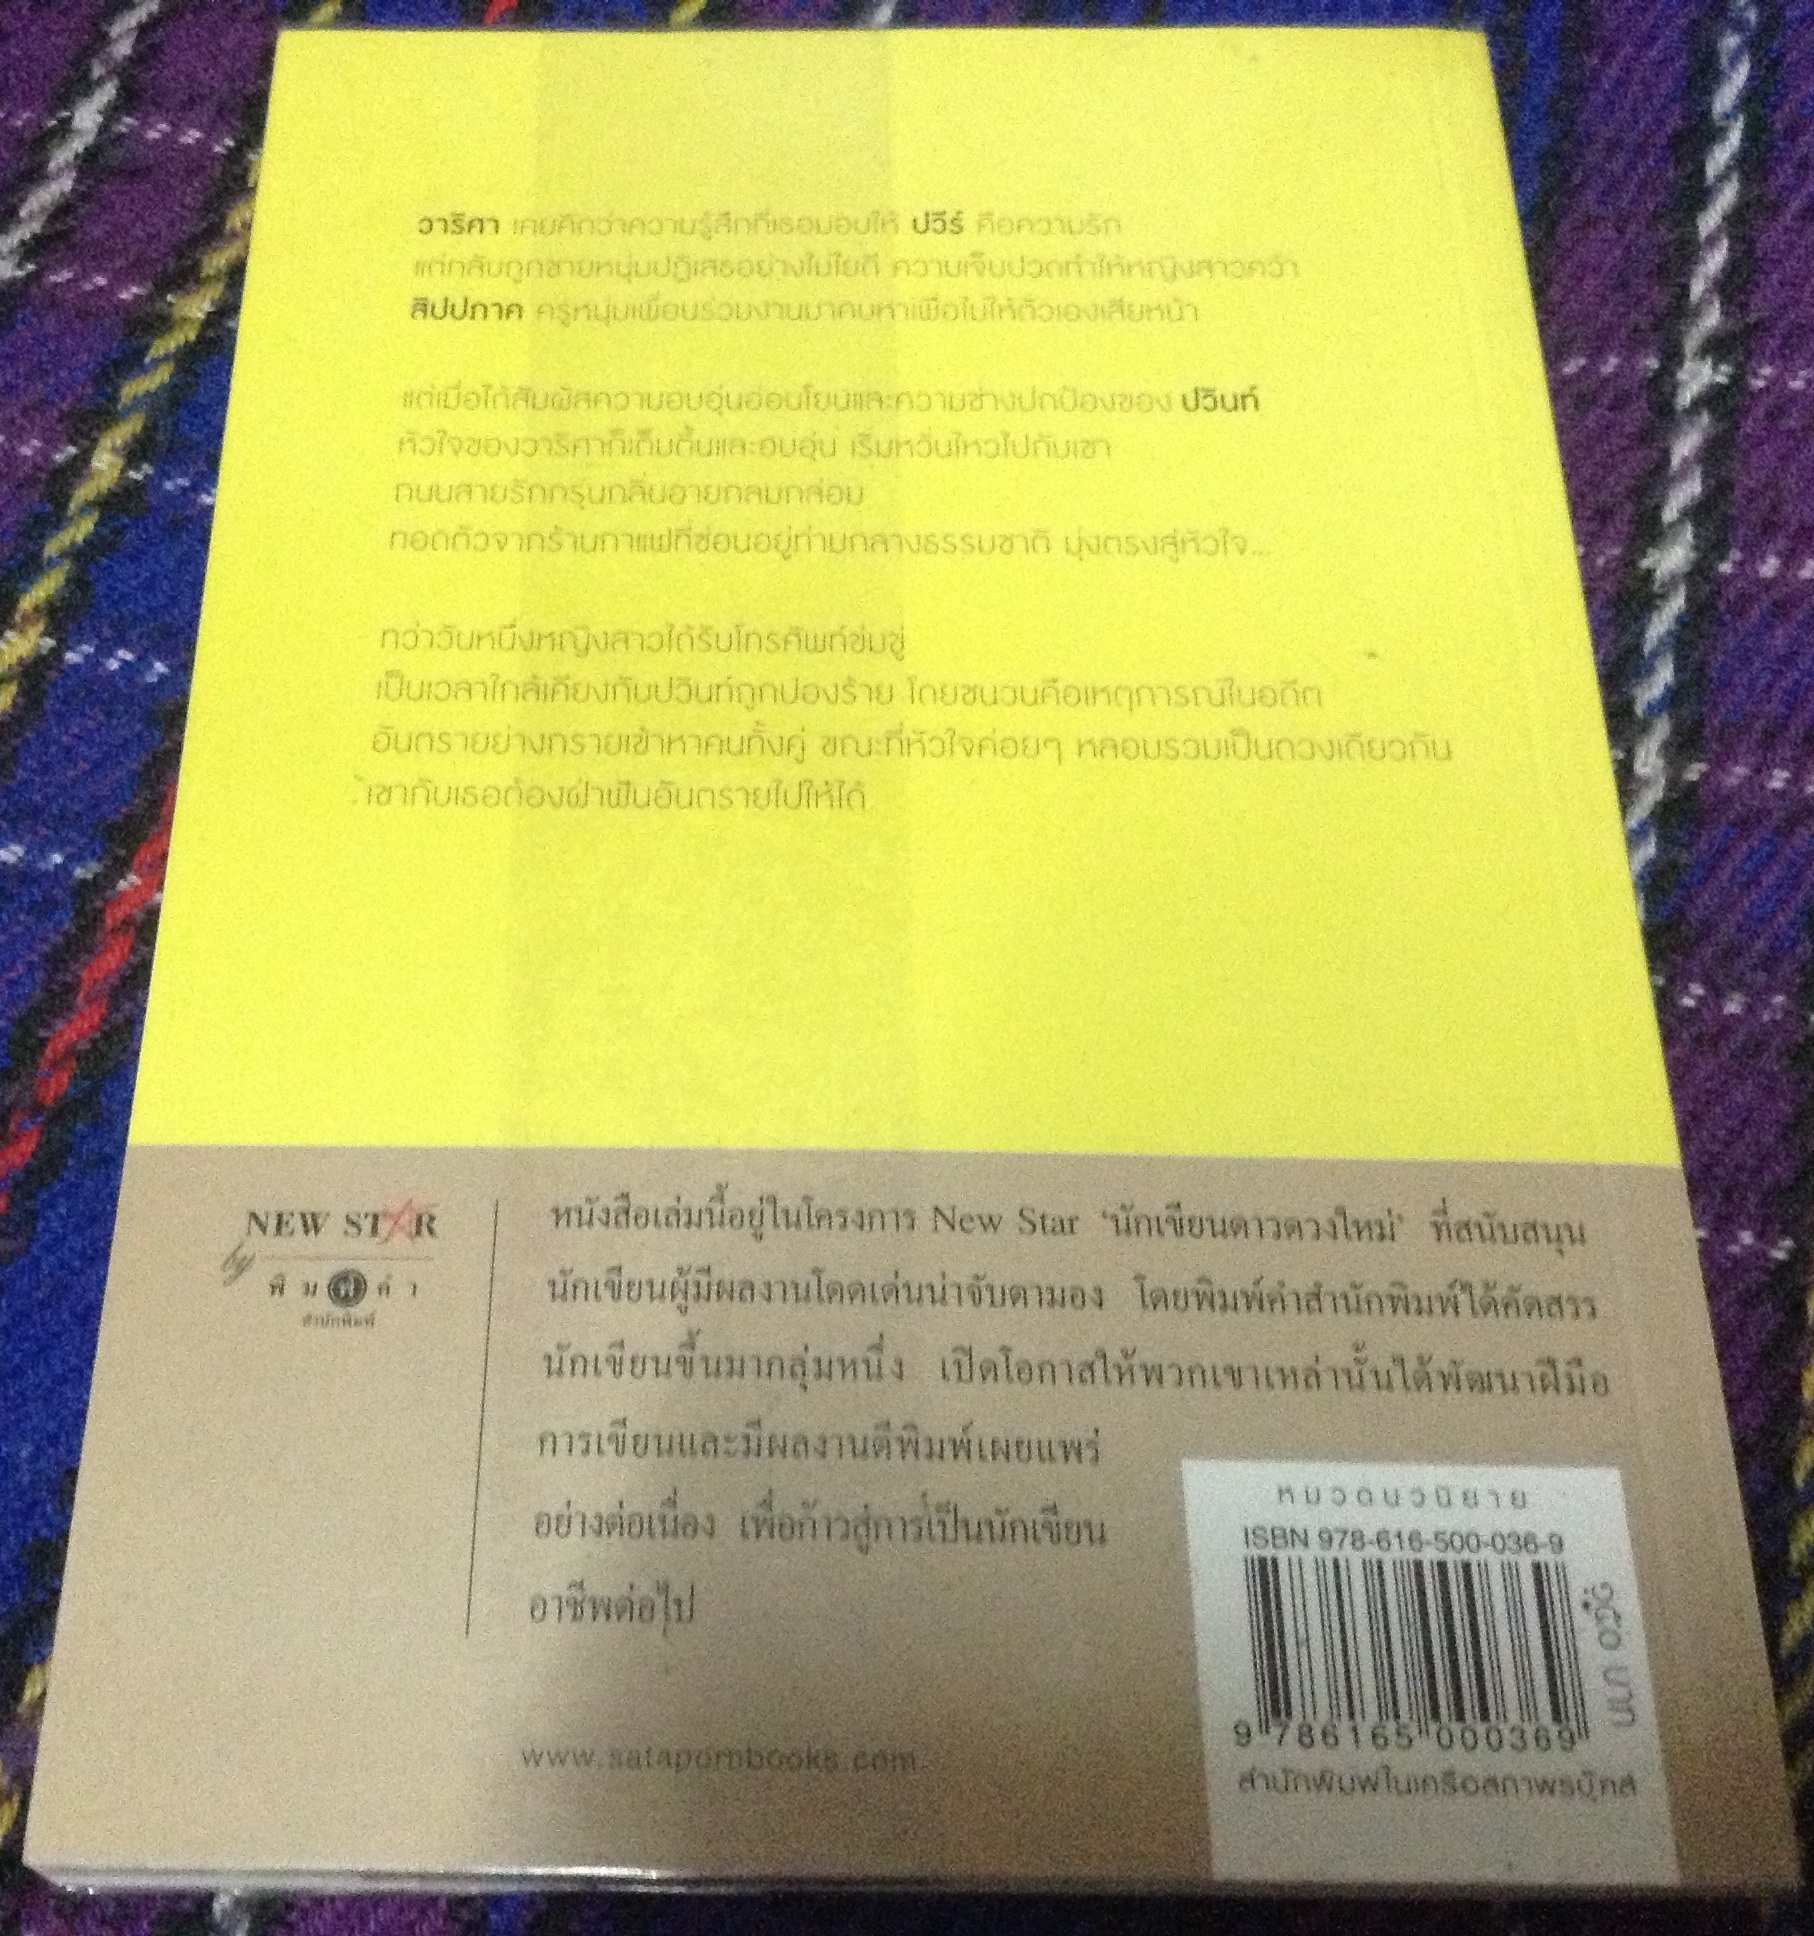 วาริศา เคยคิดว่าความรู้สึกที่เธอมอบให้ ปวีร์ คือความรัก
แต่กลับถูกชายหนุ่มปฏิเสธอย่างไม่ไยดี ความเจ็บปวดทำให้หญิงสาวคว้า
สิปปภาค ครูหนุ่มเพื่อนร่วมงานมาคบหาเพื่อไม่ให้ตัวเองเสียหน้า
แต่เมื่อได้สัมผัสความอบอุ่นอ่อนโยนและความช่างปกป้องของ ปวินท์
หัวใจของวาริศาก็เต็มตื้นและอบอุ่น เริ่มหวั่นไหวไปกับเขา
ถนนสายรักกรุ่นกลิ่นอายกลมกล่อม
ทอดตัวจากร้านกาแฟที่ซ่อนอยู่ท่ามกลางธรรมชาติ มุ่งตรงสู่หัวใจ...
กว่าวันหนึ่งหญิงสาวได้รับโทรศัพท์ข่มขู่
เป็นเวลาใกล้เคียงกับปวินท์ถูกปองร้าย โดยชนวนคือเหตุการณ์ในอดีต
อันตรายย่างกรายเข้าหาคนทั้งคู่ ขณะที่หัวใจค่อยๆ หลอมรวมเป็นดวงเดียวกัน
เขากับเธอต้องฝ่าฟันอันตรายไปให้ได้
NEW STAR
by
พิมพ์คำ
สำนักพิมพ์
หนังสือเล่มนี้อยู่ในโครงการ New Star ‘นักเขียนดาวดวงใหม่’ ที่สนับสนุน
นักเขียนผู้มีผลงานโดดเด่นน่าจับตามอง โดยพิมพ์คำสำนักพิมพ์ได้คัดสรร
นักเขียนขึ้นมากลุ่มหนึ่ง เปิดโอกาสให้พวกเขาเหล่านั้นได้พัฒนาฝีมือ
การเขียนและมีผลงานตีพิมพ์เผยแพร่
อย่างต่อเนื่อง เพื่อก้าวสู่การเป็นนักเขียน
อาชีพต่อไป
www.satapornbooks.com
หมวดนวนิยาย
ISBN 978-616-500-036-9
9 786165 000369
สำนักพิมพ์ในเครือสถาพรบุ๊คส์